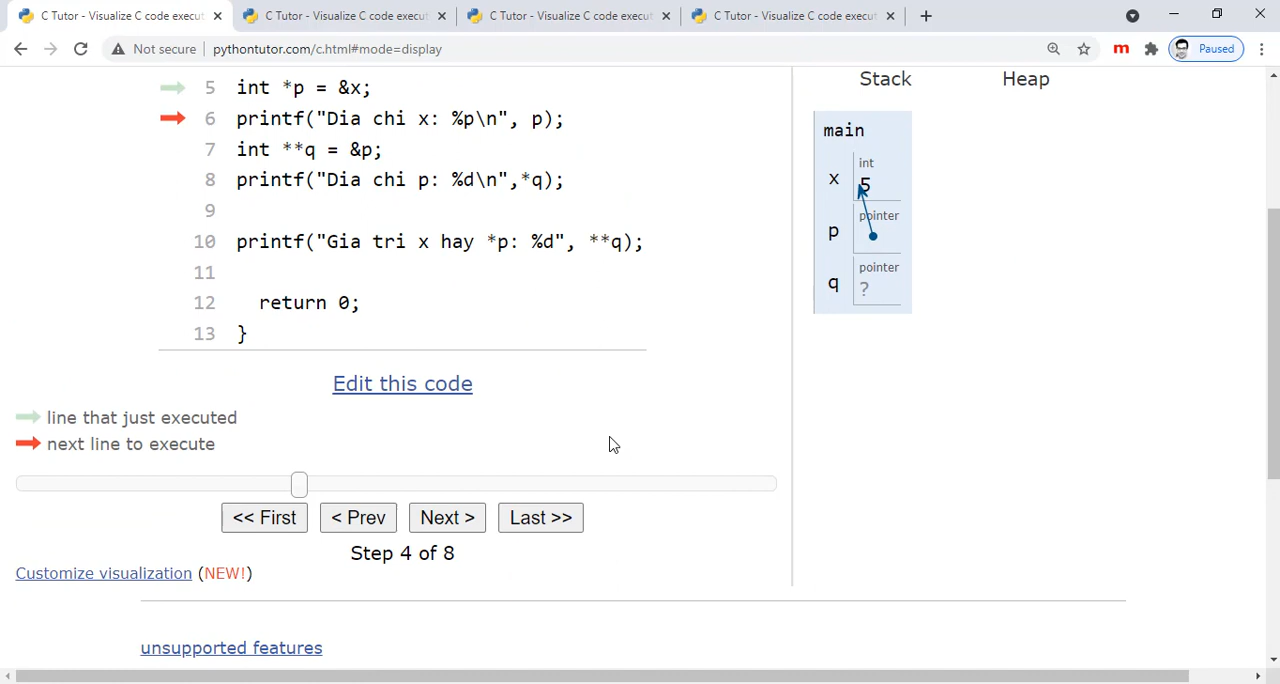 C Tutor - Visualize C code execut
C Tutor - Visualize C code execut
C Tutor - Visualize C code execut
C Tutor - Visualize C code execut
Not secure
pythontutor.com/c.html#mode=display
m
Paused
5 int *p = &x;
6 printf("Dia chi x: %p\n", p);
7 int **q = &p;
8 printf("Dia chi p: %d\n",*q);
9
10 printf("Gia tri x hay *p: %d", **q);
11
12 return 0;
13 }
Edit this code
line that just executed
next line to execute
<< First
< Prev
Next >
Last >>
Step 4 of 8
Customize visualization (NEW!)
unsupported features
Stack
Heap
main
int
x 5
pointer
p
pointer
q ?